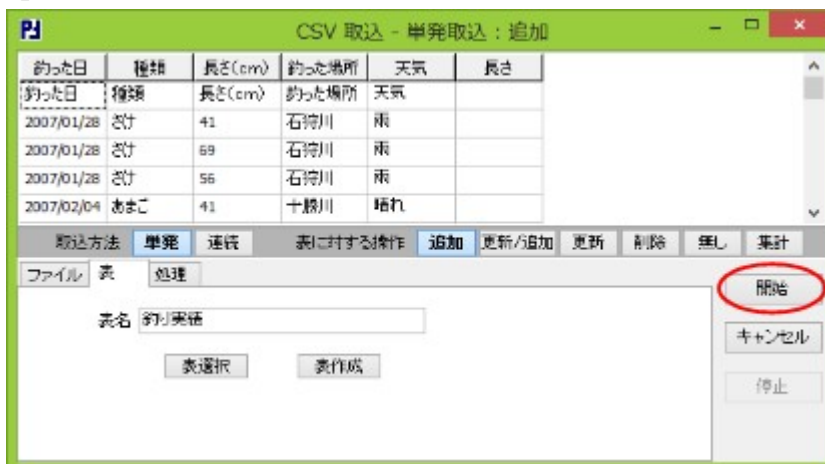 CSV 取込 - 単発取込：追加
釣った日 種類 長さ(cm) 釣った場所 天気 長さ
釣った日 種類 長さ(cm) 釣った場所 天気
2007/01/28 さけ 41 石狩川 雨
2007/01/28 さけ 69 石狩川 雨
2007/01/28 さけ 56 石狩川 雨
2007/02/04 あまご 41 十勝川 晴れ
取込方法 単発 連続 表に対する操作 追加 更新/追加 更新 削除 無し 集計
ファイル 表 処理
開始
表名 釣り実績
キャンセル
表選択 表作成
停止